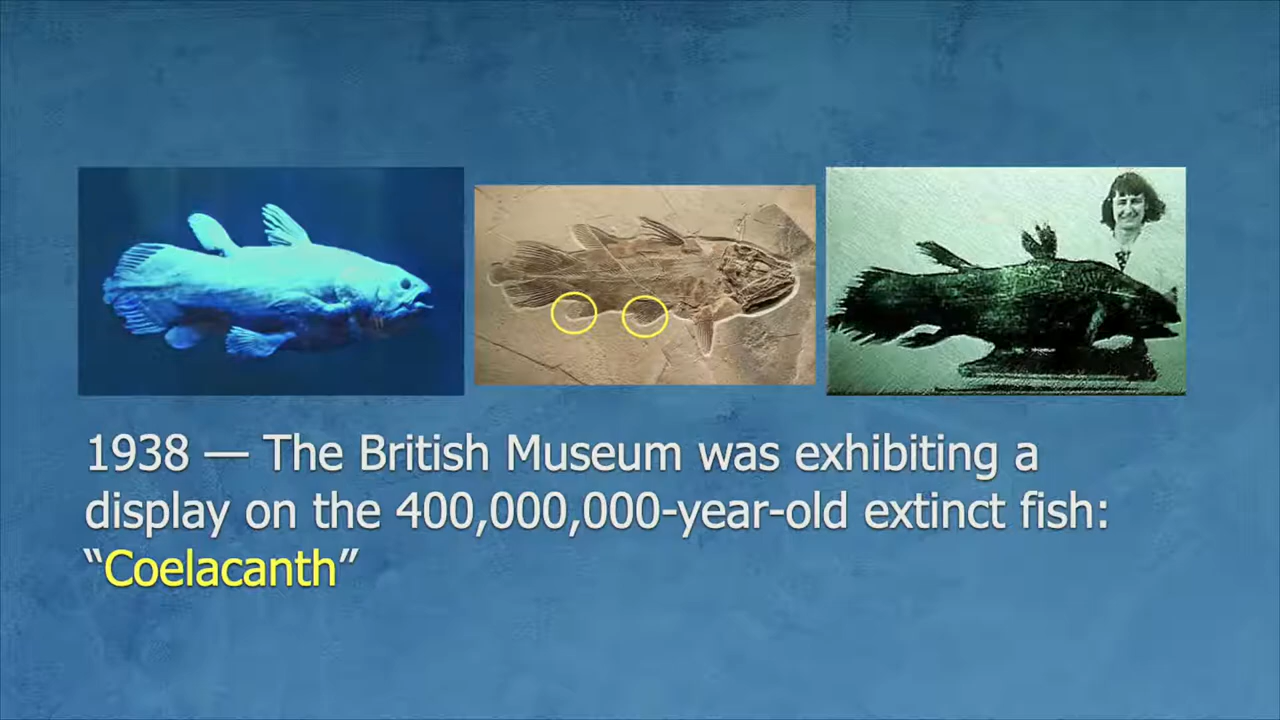 1938 — The British Museum was exhibiting a
display on the 400,000,000-year-old extinct fish:
“Coelacanth”